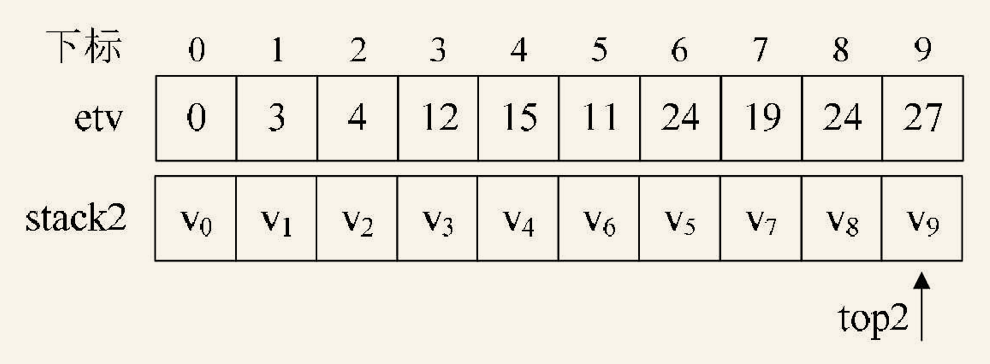 下标 0 1 2 3 4 5 6 7 8 9
etv 0 3 4 12 15 11 24 19 24 27
stack2 v₀ v₁ v₂ v₃ v₄ v₆ v₅ v₇ v₈ v₉
top2